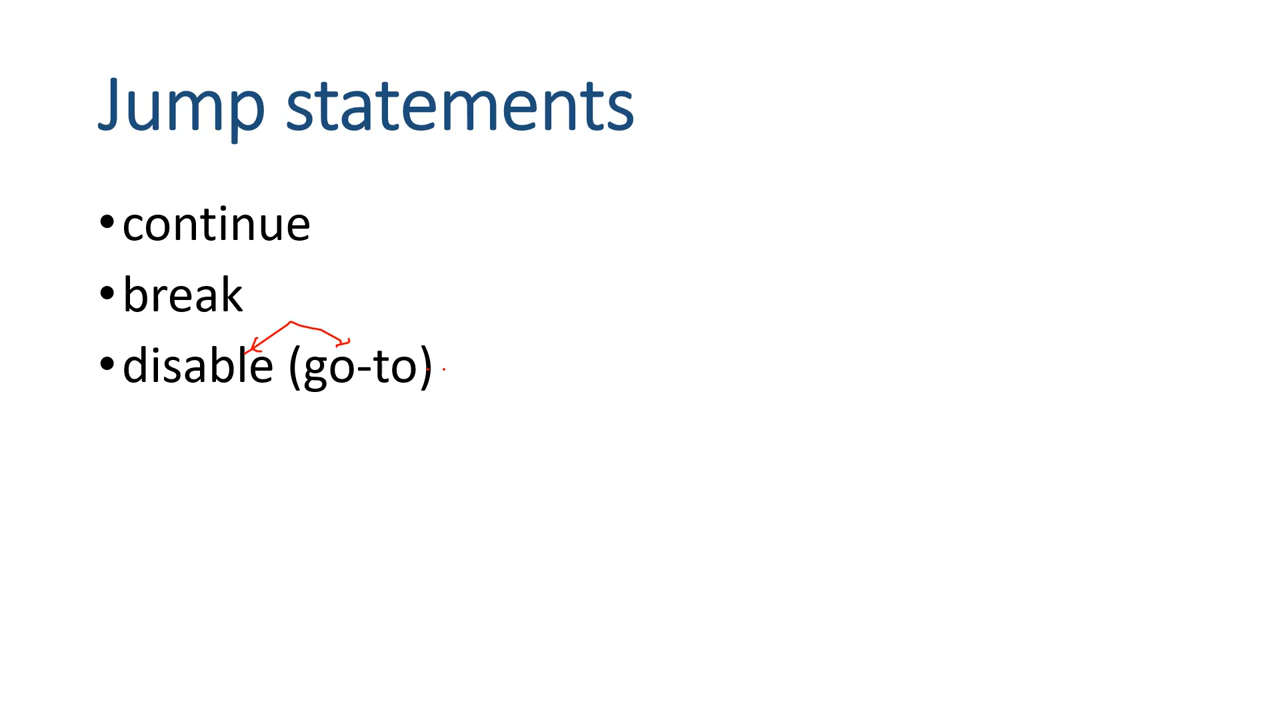 Jump statements
•continue
•break
•disable (go-to)